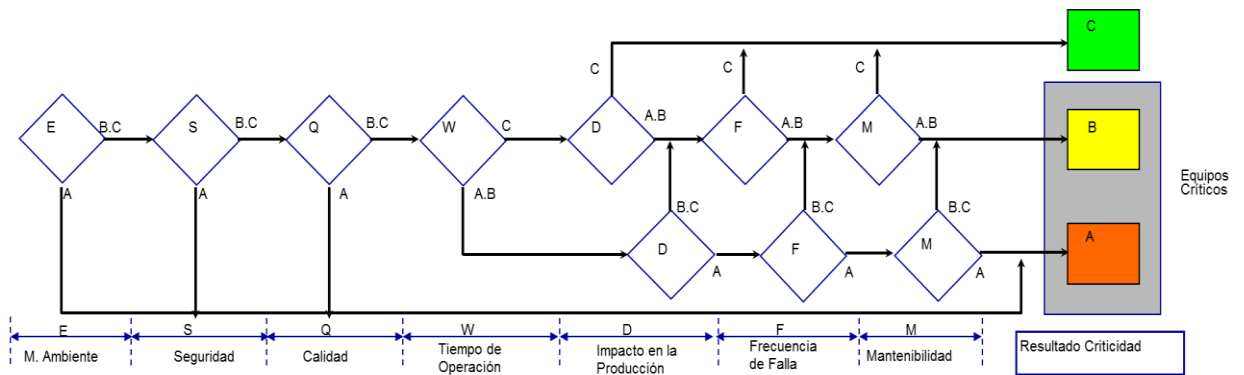 C
C
C
C
E
B.C
S
B.C
Q
B.C
W
C
D
A.B
F
A.B
M
A.B
B
A
A
A
A.B
Equipos
Críticos
B.C
B.C
B.C
D
A
F
A
M
A
A
E
S
Q
W
D
F
M
M. Ambiente
Seguridad
Calidad
Tiempo de
Operación
Impacto en la
Producción
Frecuencia
de Falla
Mantenibilidad
Resultado Criticidad